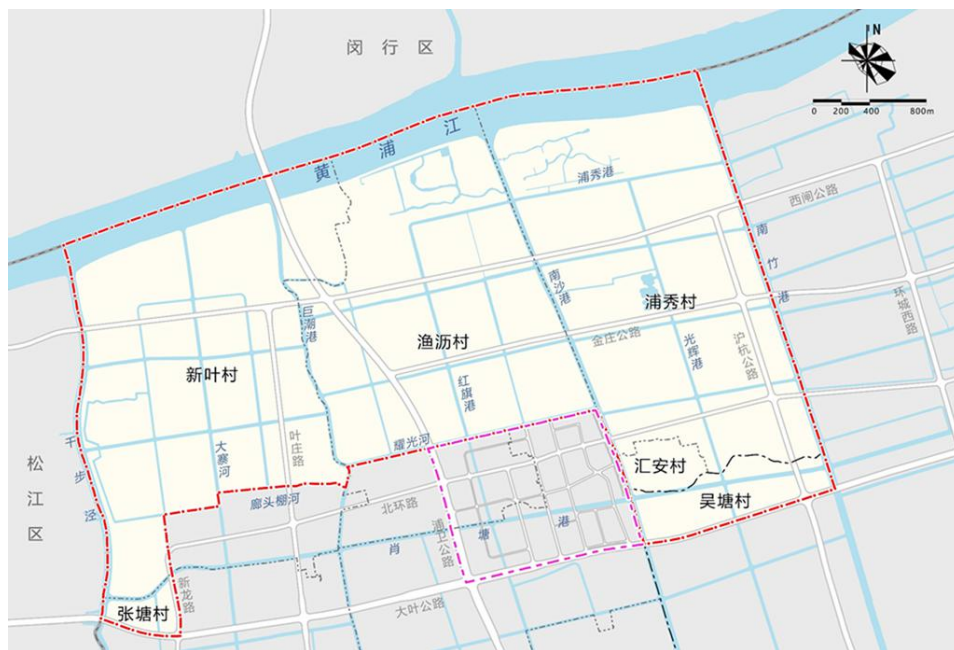 闵行区
N
0 200 400 800m
黄浦江
浦秀港
西闸公路
南竹港
环城西路
南沙港
浦秀村
巨潮港
渔沥村
金庄公路
光辉港
沪杭公路
新叶村
红旗港
千步泾
大寨河
叶庄路
耀光河
松江区
廊头棚河
北环路
浦卫公路
汇安村
吴塘村
肖塘港
新龙路
张塘村
大叶公路